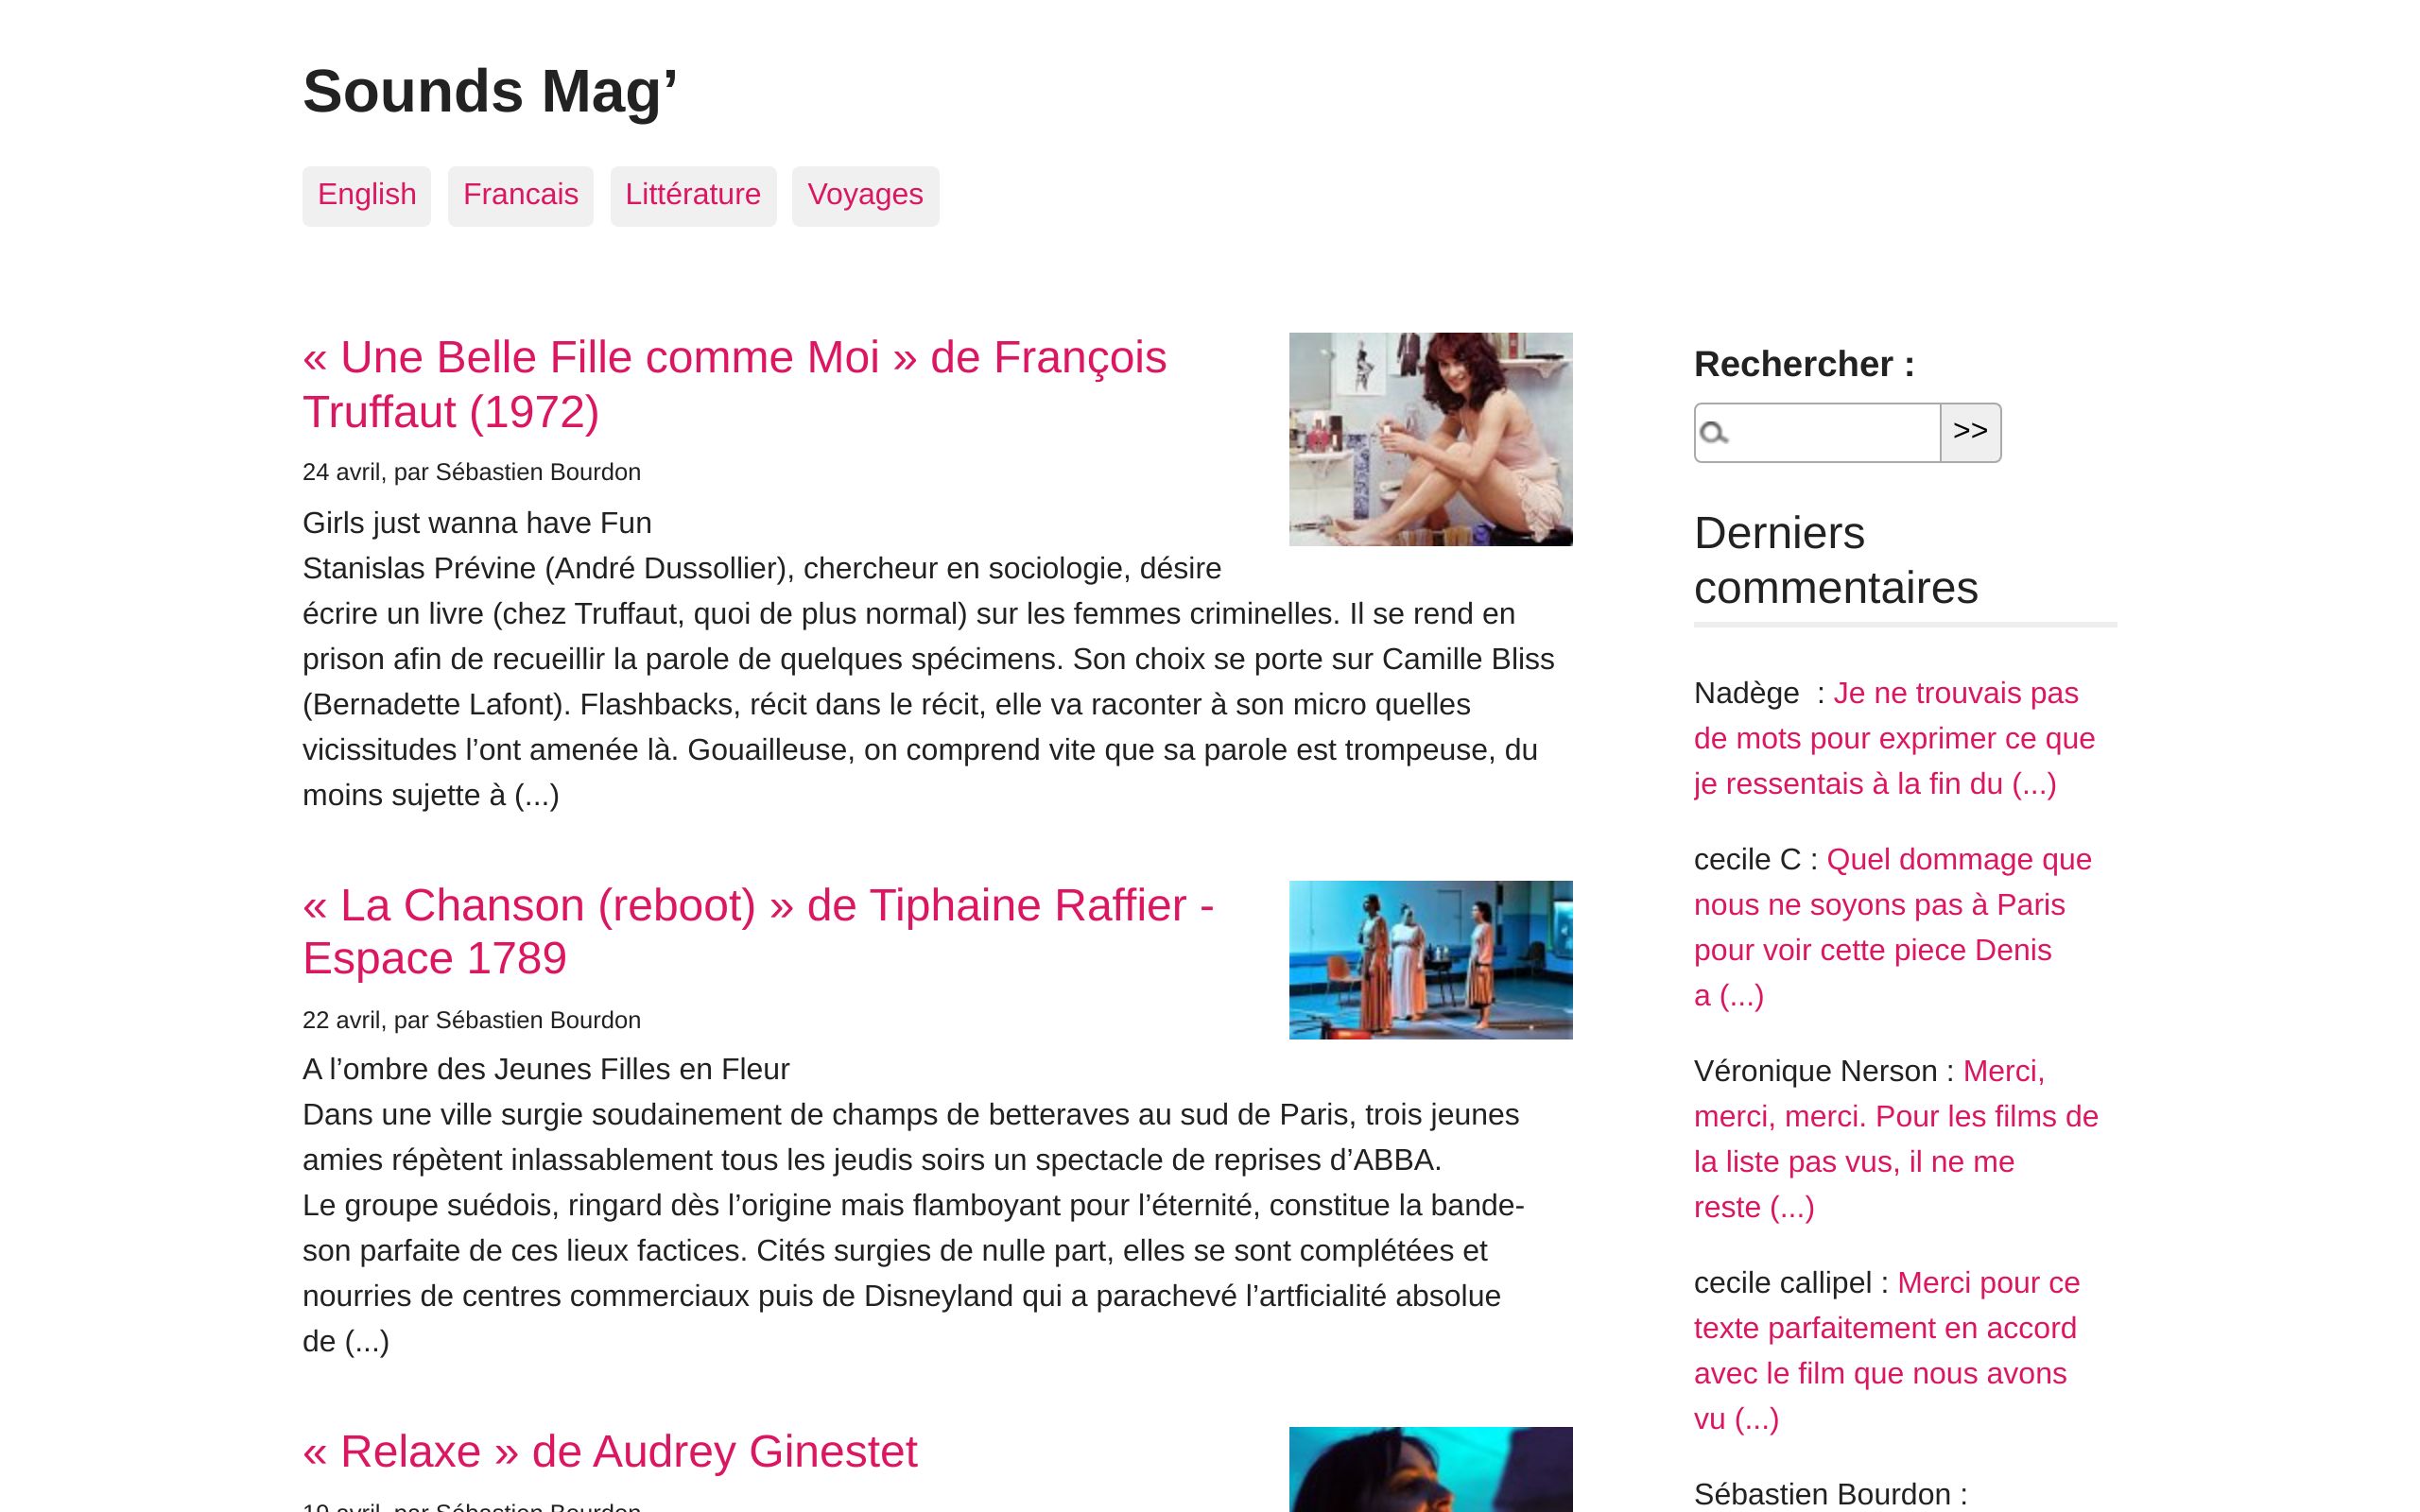 Sounds Mag’
English Francais Littérature Voyages
« Une Belle Fille comme Moi » de François
Truffaut (1972)
24 avril, par Sébastien Bourdon
Girls just wanna have Fun
Stanislas Prévine (André Dussollier), chercheur en sociologie, désire
écrire un livre (chez Truffaut, quoi de plus normal) sur les femmes criminelles. Il se rend en
prison afin de recueillir la parole de quelques spécimens. Son choix se porte sur Camille Bliss
(Bernadette Lafont). Flashbacks, récit dans le récit, elle va raconter à son micro quelles
vicissitudes l’ont amenée là. Gouailleuse, on comprend vite que sa parole est trompeuse, du
moins sujette à (...)
« La Chanson (reboot) » de Tiphaine Raffier -
Espace 1789
22 avril, par Sébastien Bourdon
A l’ombre des Jeunes Filles en Fleur
Dans une ville surgie soudainement de champs de betteraves au sud de Paris, trois jeunes
amies répètent inlassablement tous les jeudis soirs un spectacle de reprises d’ABBA.
Le groupe suédois, ringard dès l’origine mais flamboyant pour l’éternité, constitue la bande-
son parfaite de ces lieux factices. Cités surgies de nulle part, elles se sont complétées et
nourries de centres commerciaux puis de Disneyland qui a parachevé l’artficialité absolue
de (...)
« Relaxe » de Audrey Ginestet
19 avril, par Sébastien Bourdon
Rechercher :
>>
Derniers
commentaires
Nadège : Je ne trouvais pas
de mots pour exprimer ce que
je ressentais à la fin du (...)
cecile C : Quel dommage que
nous ne soyons pas à Paris
pour voir cette piece Denis
a (...)
Véronique Nerson : Merci,
merci, merci. Pour les films de
la liste pas vus, il ne me
reste (...)
cecile callipel : Merci pour ce
texte parfaitement en accord
avec le film que nous avons
vu (...)
Sébastien Bourdon :